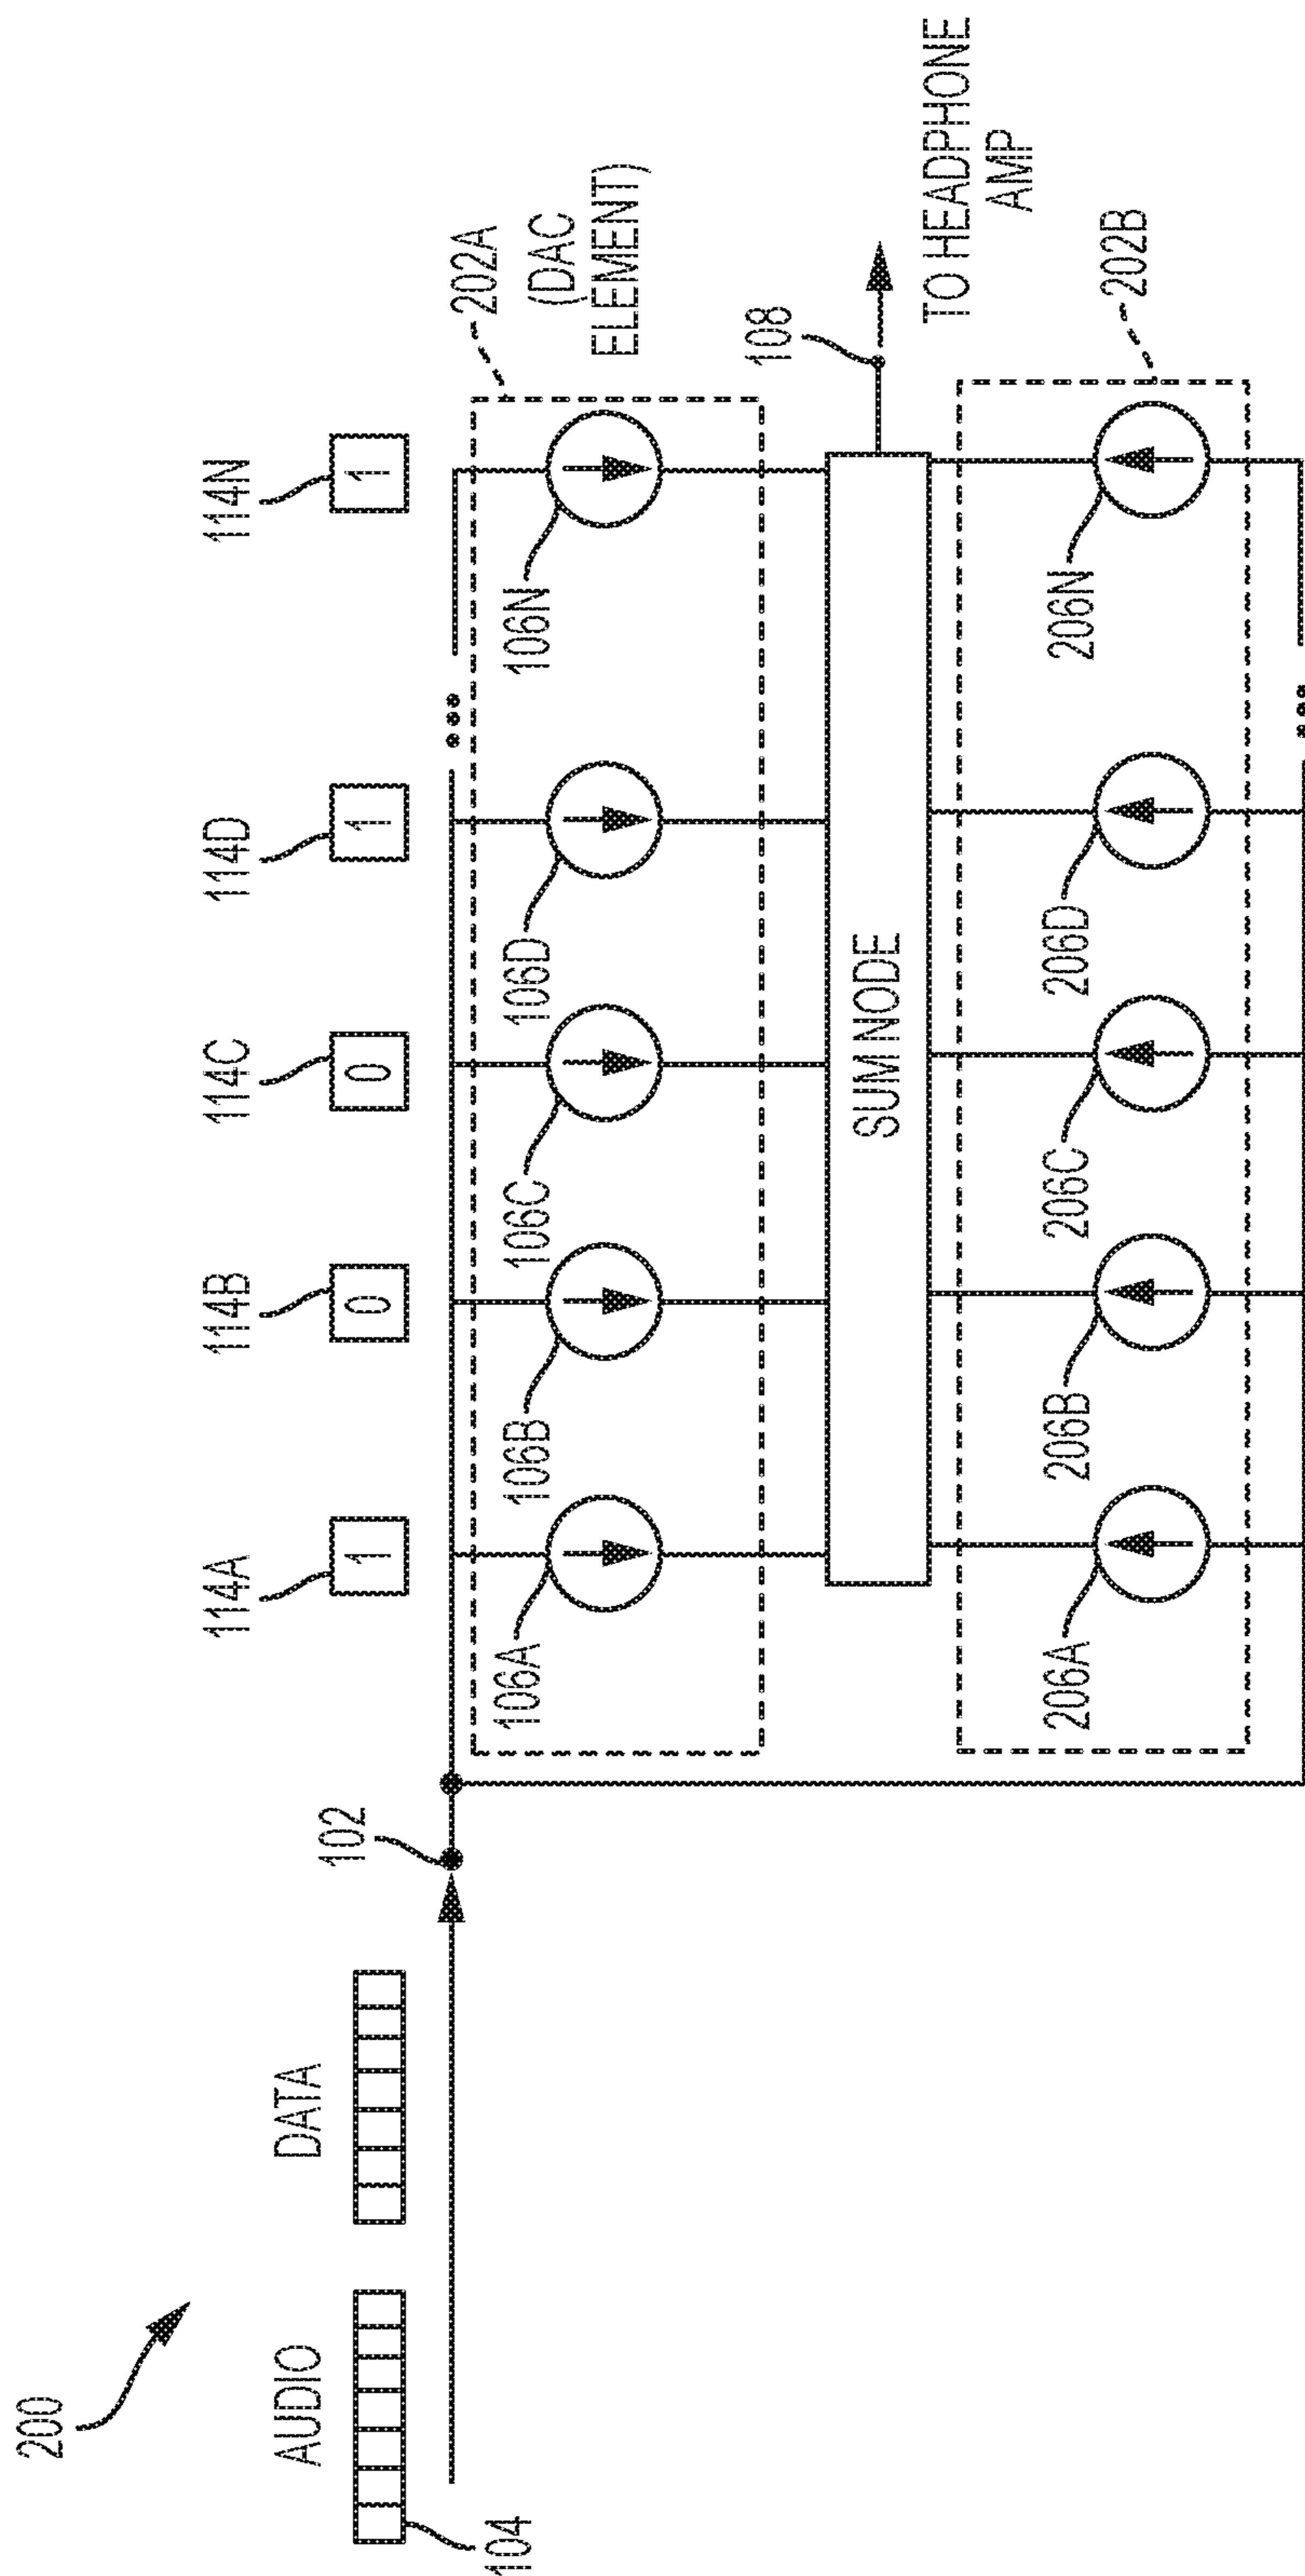 200
AUDIO
DATA
104
102
114A
114B
114C
114D
114N
1
0
0
1
1
202A
(DAC
ELEMENT)
106A
106B
106C
106D
106N
SUM NODE
108
TO HEADPHONE
AMP
206A
206B
206C
206D
206N
202B